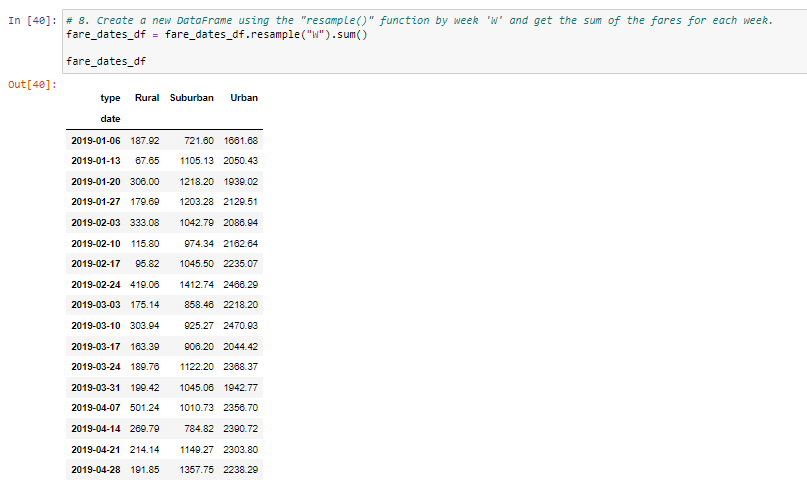 In [40]: # 8. Create a new DataFrame using the "resample()" function by week 'W' and get the sum of the fares for each week.
fare_dates_df = fare_dates_df.resample("W").sum()
fare_dates_df
Out[40]:
type Rural Suburban Urban
date
2019-01-06 187.92 721.60 1661.68
2019-01-13 67.65 1105.13 2050.43
2019-01-20 306.00 1218.20 1939.02
2019-01-27 179.69 1203.28 2129.51
2019-02-03 333.08 1042.79 2086.94
2019-02-10 115.80 974.34 2162.64
2019-02-17 95.82 1045.50 2235.07
2019-02-24 419.06 1412.74 2466.29
2019-03-03 175.14 858.46 2218.20
2019-03-10 303.94 925.27 2470.93
2019-03-17 163.39 906.20 2044.42
2019-03-24 189.76 1122.20 2368.37
2019-03-31 199.42 1045.06 1942.77
2019-04-07 501.24 1010.73 2356.70
2019-04-14 269.79 784.82 2390.72
2019-04-21 214.14 1149.27 2303.80
2019-04-28 191.85 1357.75 2238.29